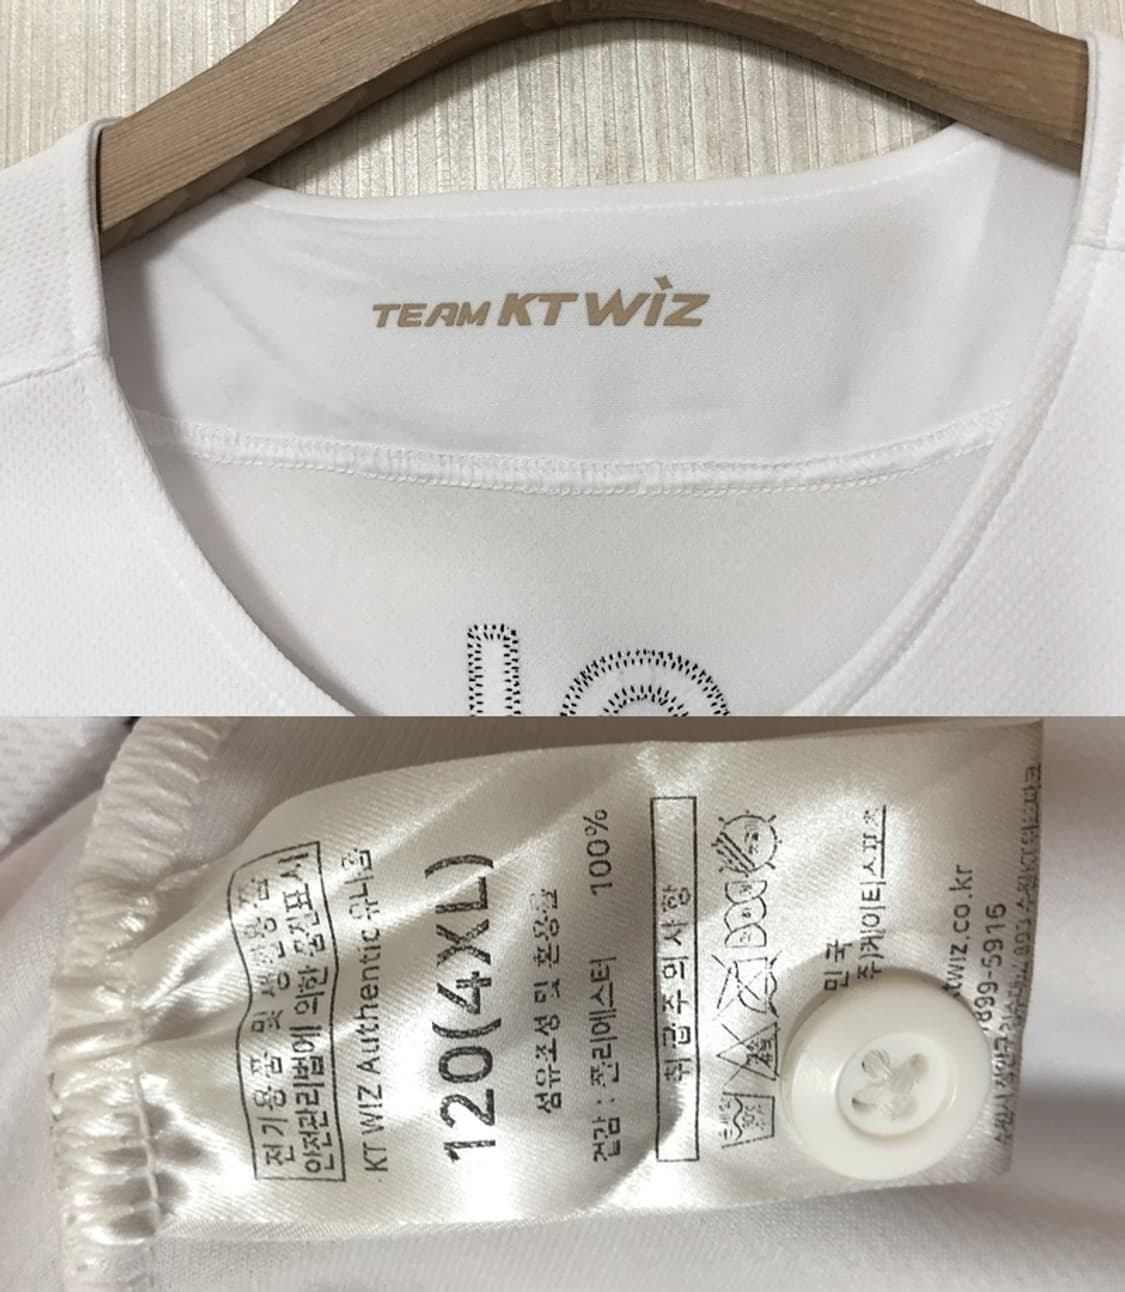 TEAM KT WIZ
전기용품 및 생활용품
안전관리법에 의한 품질표시
KT WIZ Authentic 유니폼
120(4XL)
섬유조성 및 혼용율
겉감 : 폴리에스터 100%
취급주의사항
민국
㈜케이티스포츠
twiz.co.kr
899-5916